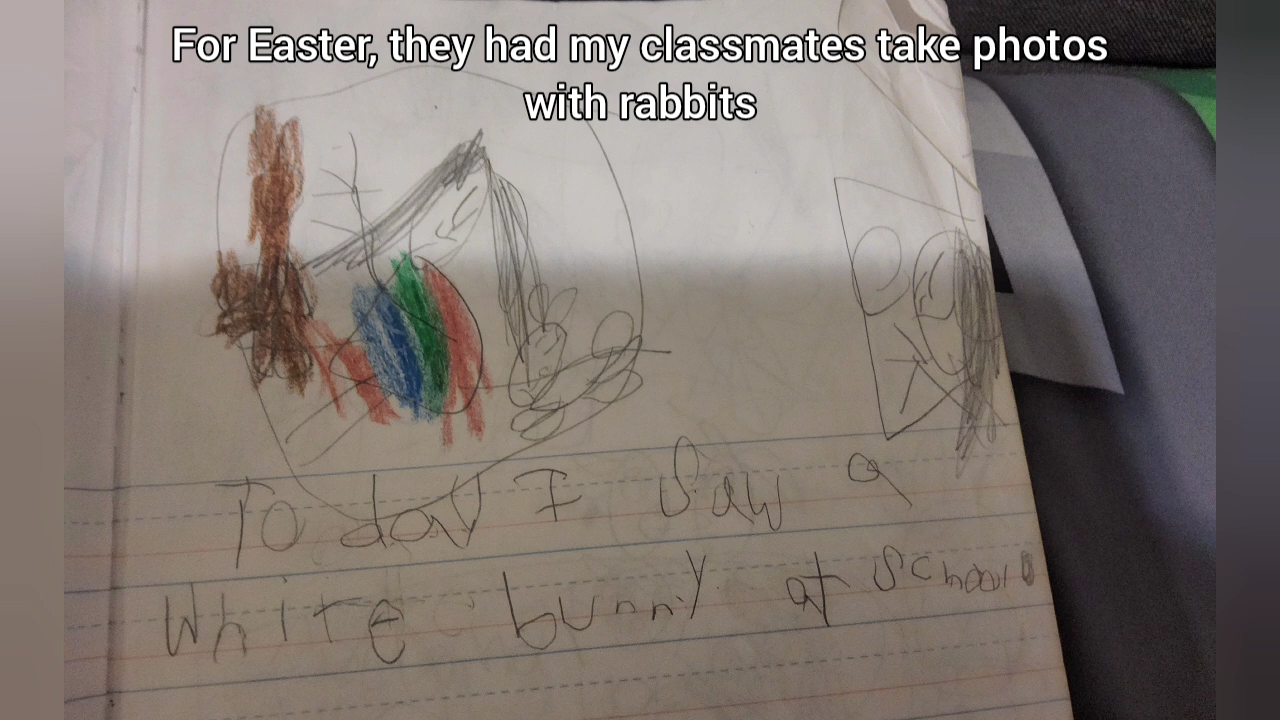 For Easter, they had my classmates take photos
with rabbits
To day I Saw a
White bunny at School